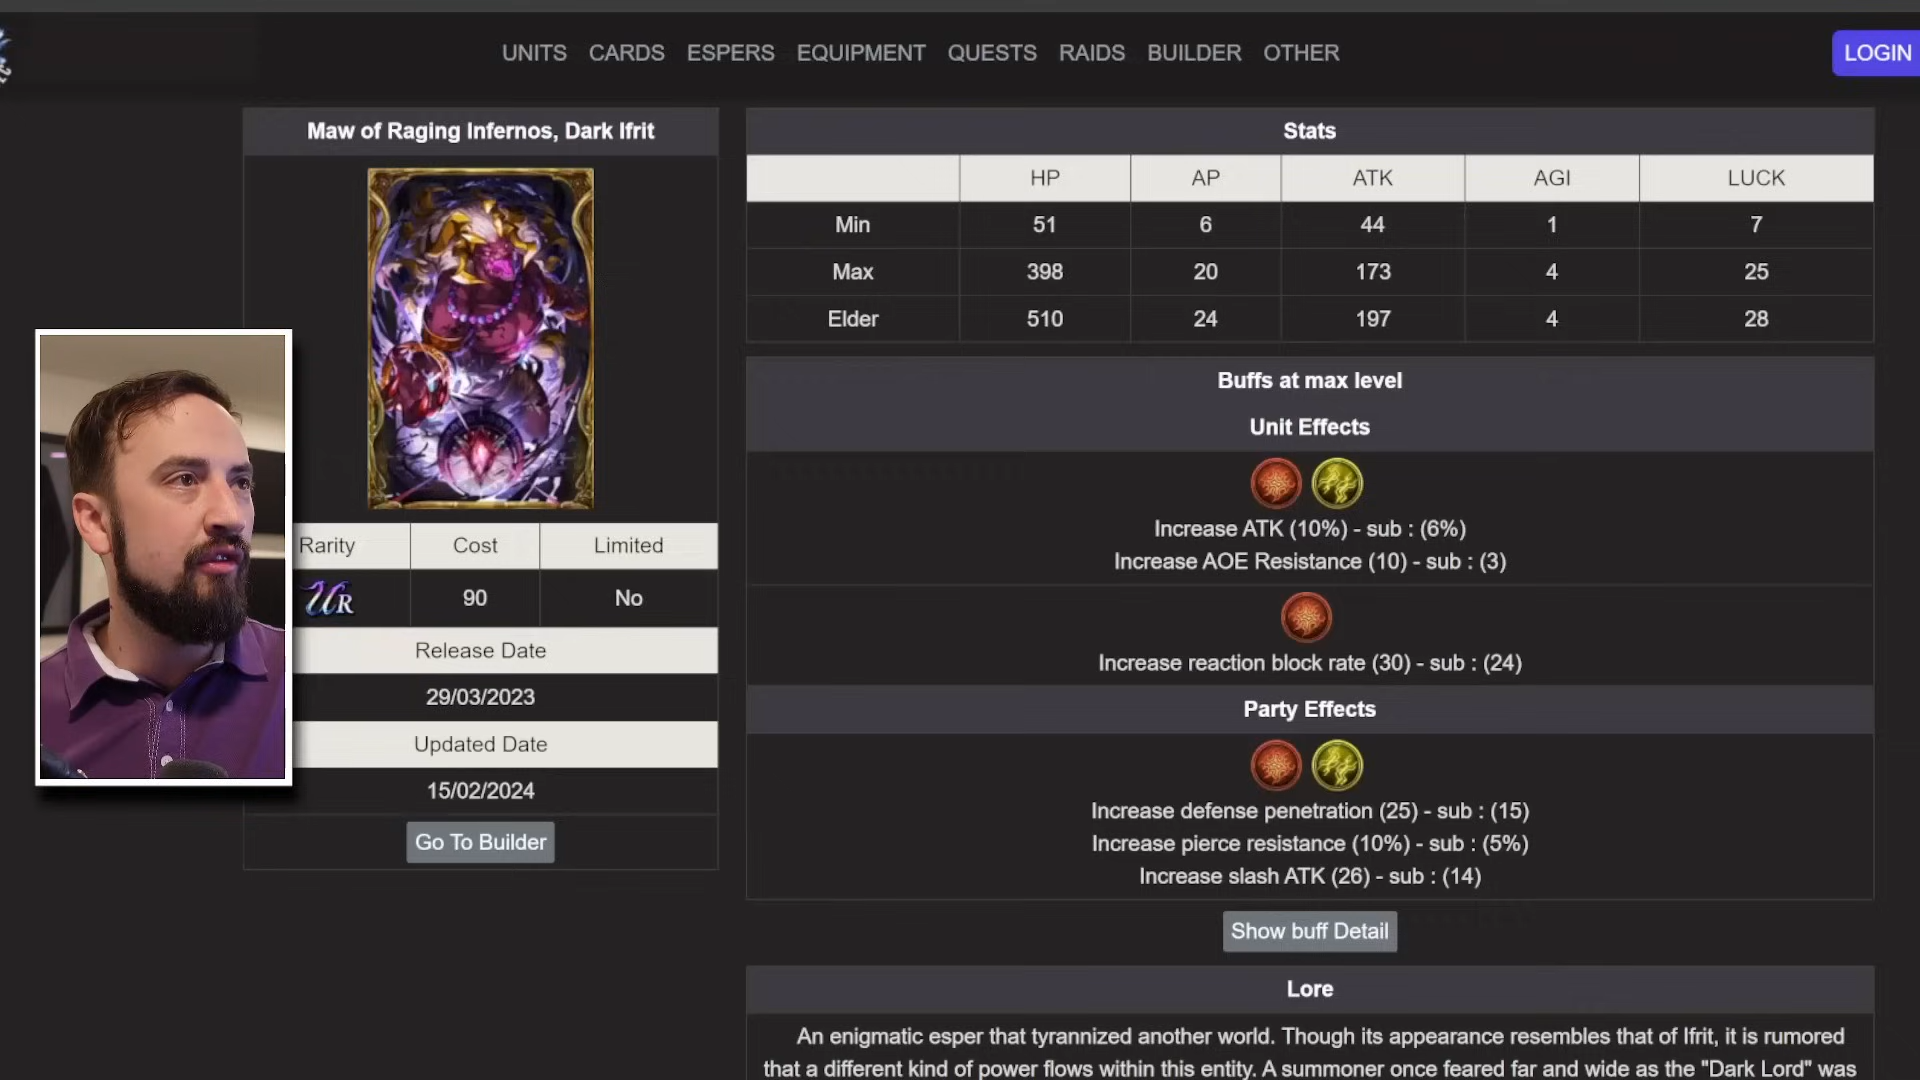 UNITS CARDS ESPERS EQUIPMENT QUESTS RAIDS BUILDER OTHER
LOGIN
Maw of Raging Infernos, Dark Ifrit
Rarity Cost Limited
UR 90 No
Release Date
29/03/2023
Updated Date
15/02/2024
Go To Builder
Stats
HP AP ATK AGI LUCK
Min 51 6 44 1 7
Max 398 20 173 4 25
Elder 510 24 197 4 28
Buffs at max level
Unit Effects
Increase ATK (10%) - sub : (6%)
Increase AOE Resistance (10) - sub : (3)
Increase reaction block rate (30) - sub : (24)
Party Effects
Increase defense penetration (25) - sub : (15)
Increase pierce resistance (10%) - sub : (5%)
Increase slash ATK (26) - sub : (14)
Show buff Detail
Lore
An enigmatic esper that tyrannized another world. Though its appearance resembles that of Ifrit, it is rumored
that a different kind of power flows within this entity. A summoner once feared far and wide as the "Dark Lord" was